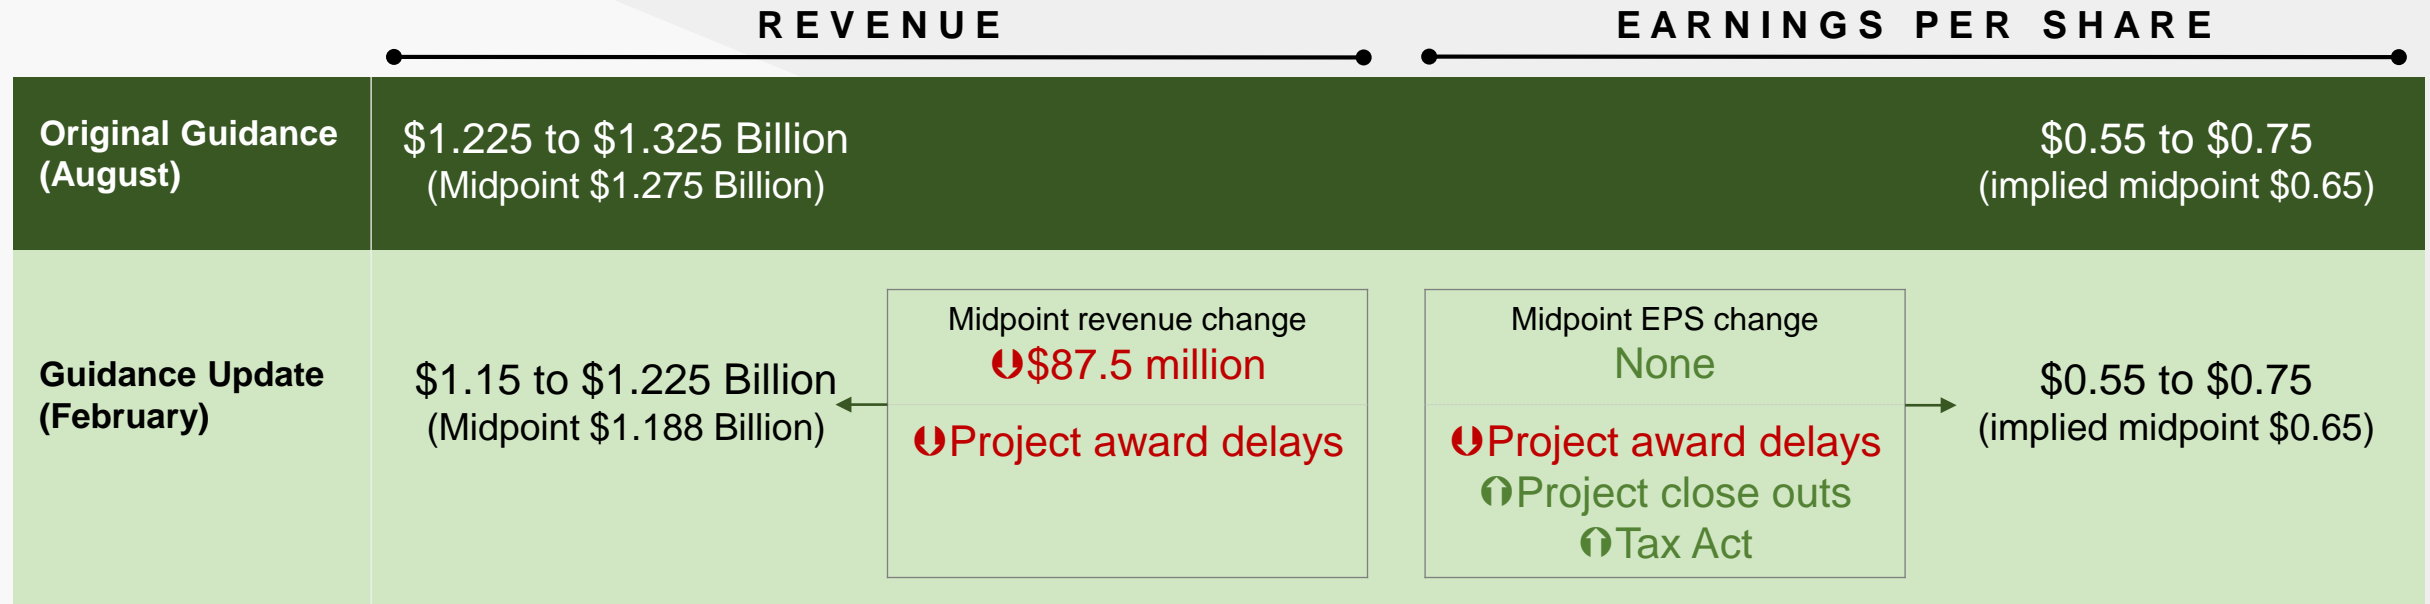 REVENUE
EARNINGS PER SHARE
Original Guidance
(August)
$1.225 to $1.325 Billion
(Midpoint $1.275 Billion)
$0.55 to $0.75
(implied midpoint $0.65)
Guidance Update
(February)
$1.15 to $1.225 Billion
(Midpoint $1.188 Billion)
Midpoint revenue change
$87.5 million
Project award delays
Midpoint EPS change
None
Project award delays
Project close outs
Tax Act
$0.55 to $0.75
(implied midpoint $0.65)